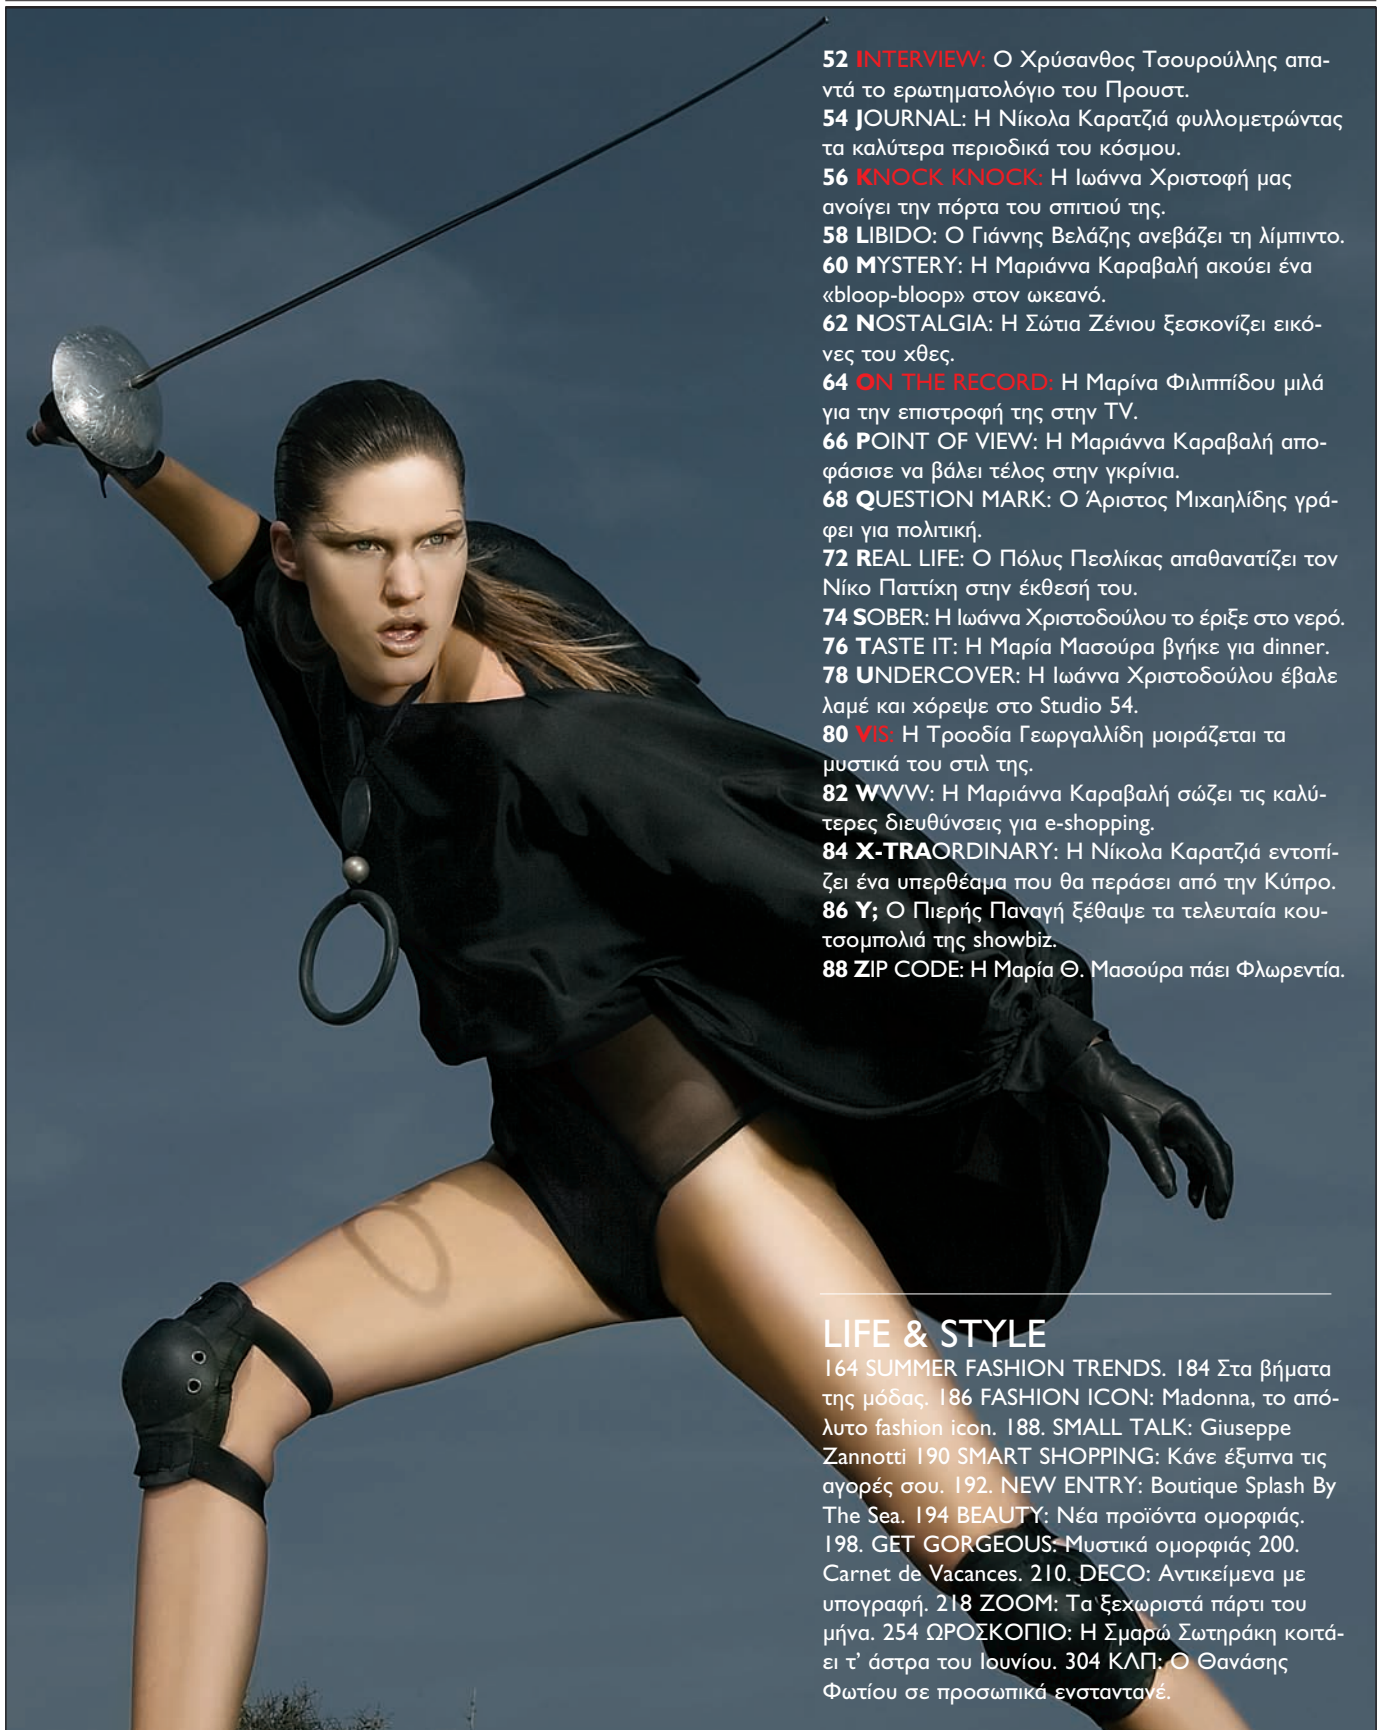 52 INTERVIEW: Ο Χρύσανθος Τσουρούλλης απα-
ντά το ερωτηματολόγιο του Προυστ.
54 JOURNAL: Η Νίκολα Καρατζιά φυλλομετρώντας
τα καλύτερα περιοδικά του κόσμου.
56 KNOCK KNOCK: Η Ιωάννα Χριστοφή μας
ανοίγει την πόρτα του σπιτιού της.
58 LIBIDO: Ο Γιάννης Βελάζης ανεβάζει τη λίμπιντο.
60 MYSTERY: Η Μαριάννα Καραβαλή ακούει ένα
«bloop-bloop» στον ωκεανό.
62 NOSTALGIA: Η Σώτια Ζένιου ξεσκονίζει εικό-
νες του χθες.
64 ON THE RECORD: Η Μαρίνα Φιλιππίδου μιλά
για την επιστροφή της στην TV.
66 POINT OF VIEW: Η Μαριάννα Καραβαλή απο-
φάσισε να βάλει τέλος στην γκρίνια.
68 QUESTION MARK: Ο Άριστος Μιχαηλίδης γρά-
φει για πολιτική.
72 REAL LIFE: Ο Πόλυς Πεσλίκας απαθανατίζει τον
Νίκο Παττίχη στην έκθεσή του.
74 SOBER: Η Ιωάννα Χριστοδούλου το έριξε στο νερό.
76 TASTE IT: Η Μαρία Μασούρα βγήκε για dinner.
78 UNDERCOVER: Η Ιωάννα Χριστοδούλου έβαλε
λαμέ και χόρεψε στο Studio 54.
80 VIS: Η Τροοδία Γεωργαλλίδη μοιράζεται τα
μυστικά του στιλ της.
82 WWW: Η Μαριάννα Καραβαλή σώζει τις καλύ-
τερες διευθύνσεις για e-shopping.
84 X-TRAORDINARY: Η Νίκολα Καρατζιά εντοπί-
ζει ένα υπερθέαμα που θα περάσει από την Κύπρο.
86 Y; Ο Πιερής Παναγή ξέθαψε τα τελευταία κου-
τσομπολιά της showbiz.
88 ZIP CODE: Η Μαρία Θ. Μασούρα πάει Φλωρεντία.
LIFE & STYLE
164 SUMMER FASHION TRENDS. 184 Στα βήματα
της μόδας. 186 FASHION ICON: Madonna, το από-
λυτο fashion icon. 188. SMALL TALK: Giuseppe
Zannotti 190 SMART SHOPPING: Κάνε έξυπνα τις
αγορές σου. 192. NEW ENTRY: Boutique Splash By
The Sea. 194 BEAUTY: Νέα προϊόντα ομορφιάς.
198. GET GORGEOUS: Μυστικά ομορφιάς 200.
Carnet de Vacances. 210. DECO: Αντικείμενα με
υπογραφή. 218 ZOOM: Τα ξεχωριστά πάρτι του
μήνα. 254 ΩΡΟΣΚΟΠΙΟ: Η Σμαρώ Σωτηράκη κοιτά-
ει τ' άστρα του Ιουνίου. 304 ΚΛΠ: Ο Θανάσης
Φωτίου σε προσωπικά ενσταντανέ.